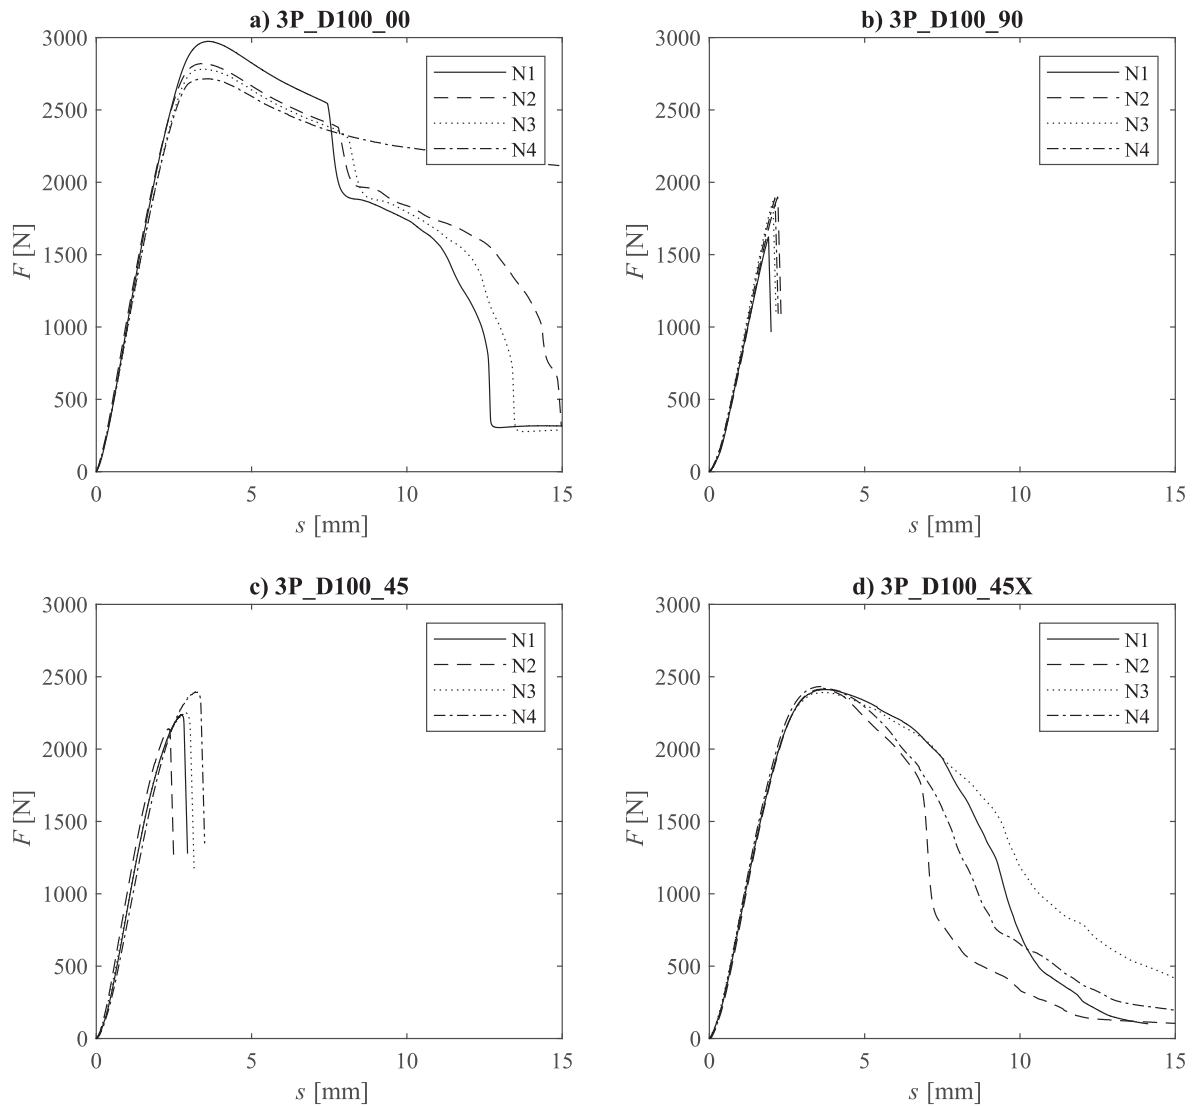 a) 3P_D100_00
3000
2500
2000
1500
1000
500
0
F [N]
0 5 10 15
s [mm]
N1
N2
N3
N4
b) 3P_D100_90
3000
2500
2000
1500
1000
500
0
F [N]
0 5 10 15
s [mm]
N1
N2
N3
N4
c) 3P_D100_45
3000
2500
2000
1500
1000
500
0
F [N]
0 5 10 15
s [mm]
N1
N2
N3
N4
d) 3P_D100_45X
3000
2500
2000
1500
1000
500
0
F [N]
0 5 10 15
s [mm]
N1
N2
N3
N4